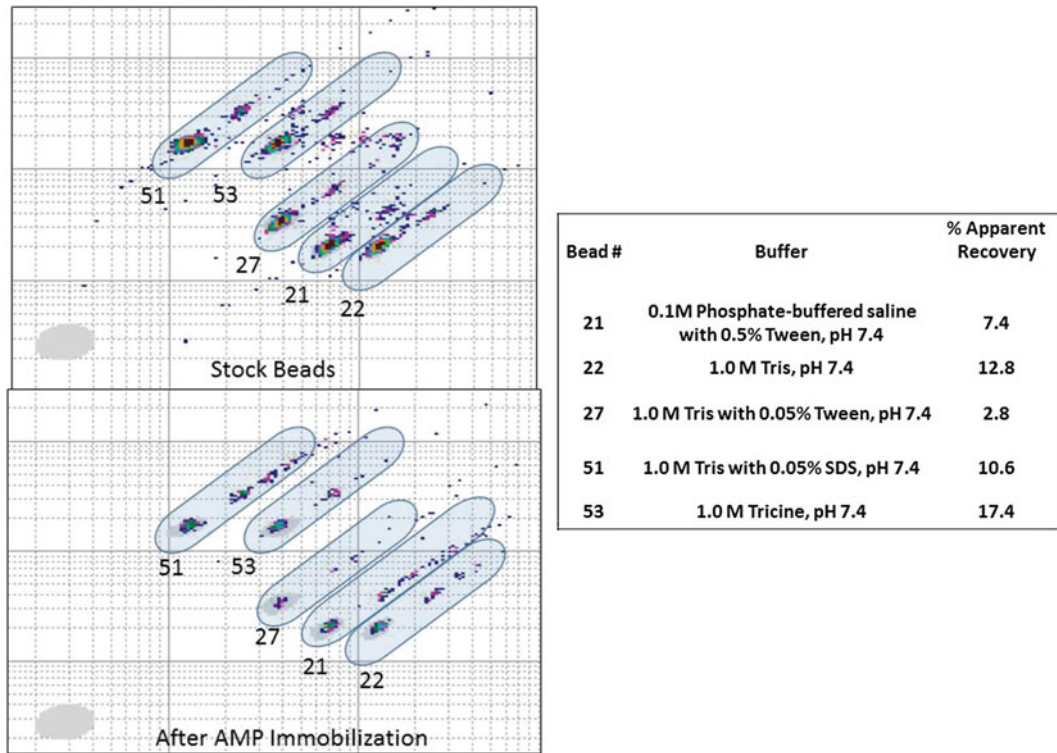 51
53
27
21
22
Stock Beads
51
53
27
21
22
After AMP Immobilization
Bead # Buffer % Apparent
Recovery
21 0.1M Phosphate-buffered saline 7.4
with 0.5% Tween, pH 7.4
22 1.0 M Tris, pH 7.4 12.8
27 1.0 M Tris with 0.05% Tween, pH 7.4 2.8
51 1.0 M Tris with 0.05% SDS, pH 7.4 10.6
53 1.0 M Tricine, pH 7.4 17.4